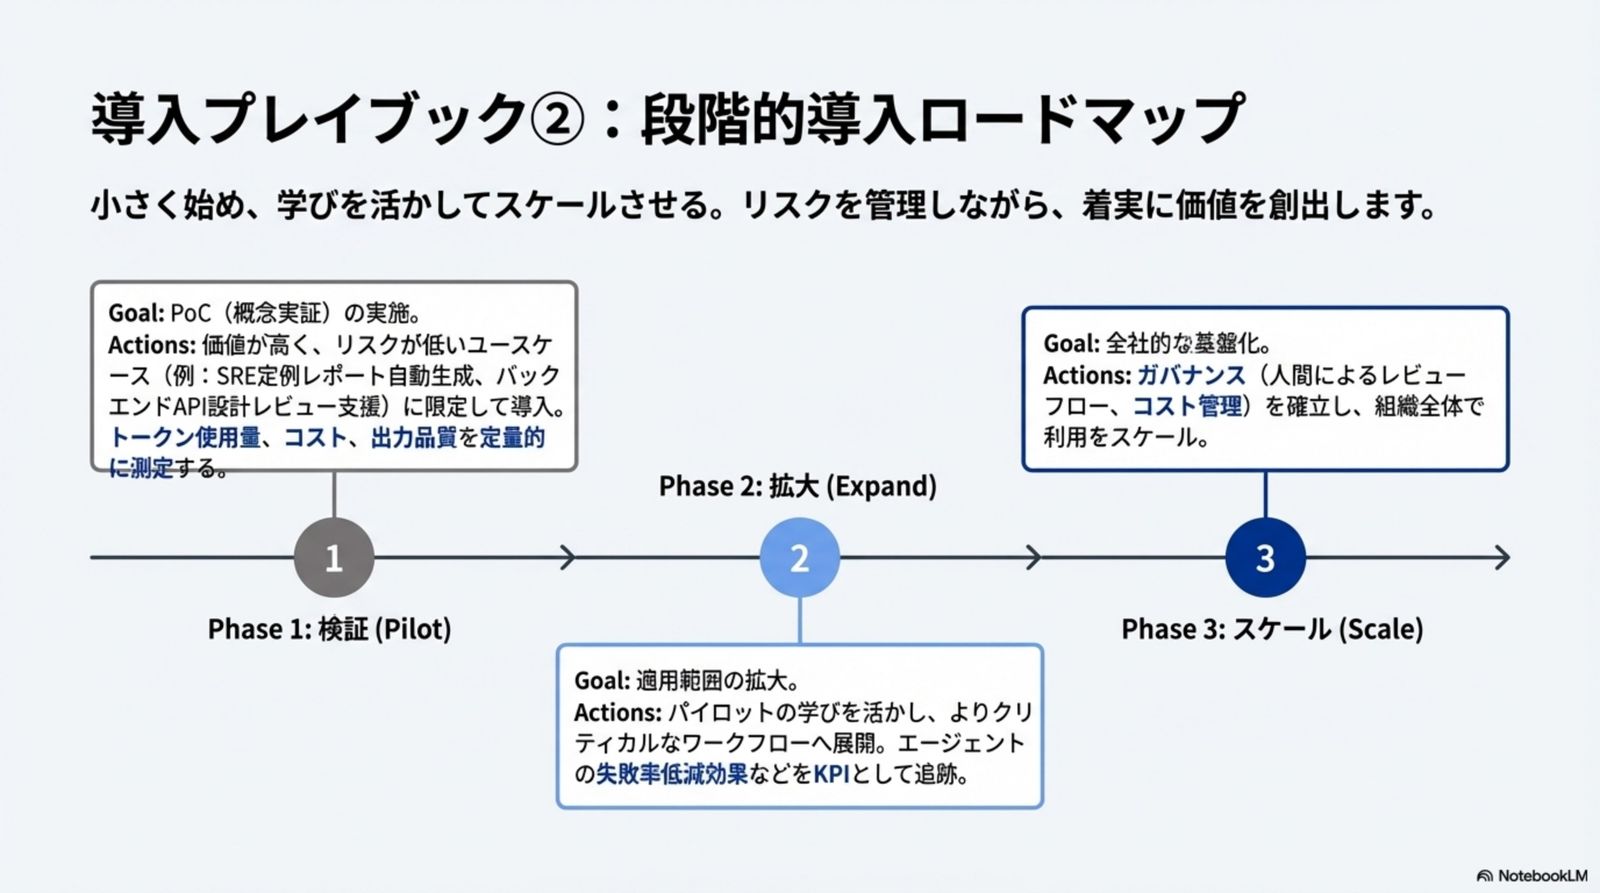 導入プレイブック②：段階的導入ロードマップ
小さく始め、学びを活かしてスケールさせる。リスクを管理しながら、着実に価値を創出します。
Goal: PoC（概念実証）の実施。
Actions: 価値が高く、リスクが低いユースケ
ース（例：SRE定例レポート自動生成、バック
エンドAPI設計レビュー支援）に限定して導入。
トークン使用量、コスト、出力品質を定量的
に測定する。
1
Phase 1: 検証 (Pilot)
Phase 2: 拡大 (Expand)
2
Goal: 適用範囲の拡大。
Actions: パイロットの学びを活かし、よりクリ
ティカルなワークフローへ展開。エージェント
の失敗率低減効果などをKPIとして追跡。
Goal: 全社的な基盤化。
Actions: ガバナンス（人間によるレビュー
フロー、コスト管理）を確立し、組織全体で
利用をスケール。
3
Phase 3: スケール (Scale)
NotebookLM